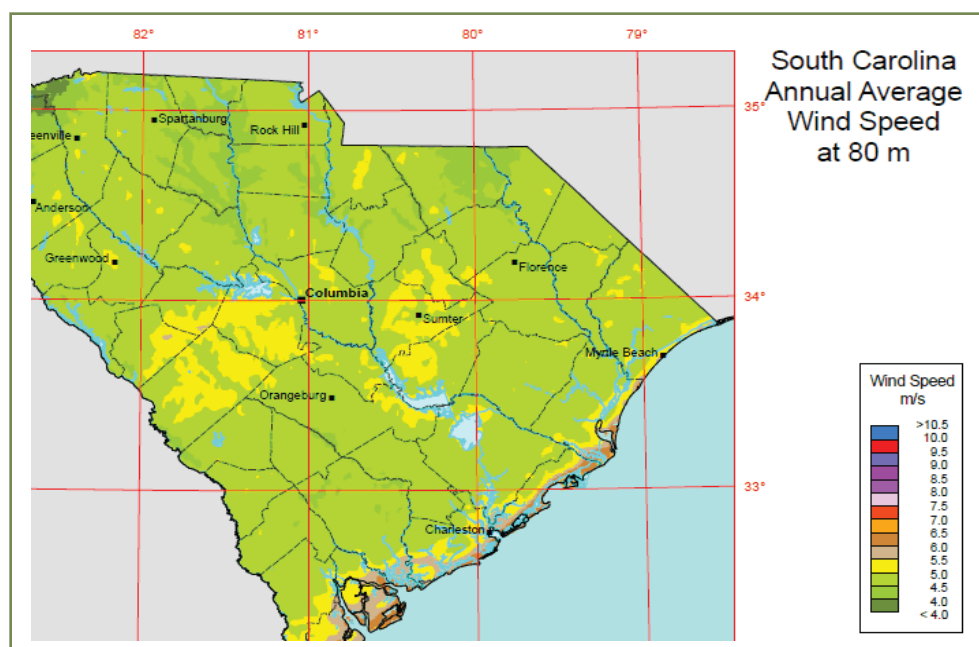 82°
81°
80°
79°
South Carolina
Annual Average
Wind Speed
at 80 m
35°
Spartanburg
Rock Hill
eenville
Anderson
Greenwood
Florence
Columbia
34°
Sumter
Myrtle Beach
Orangeburg
33°
Charleston
Wind Speed
m/s
>10.5
10.0
9.5
9.0
8.5
8.0
7.5
7.0
6.5
6.0
5.5
5.0
4.5
4.0
< 4.0